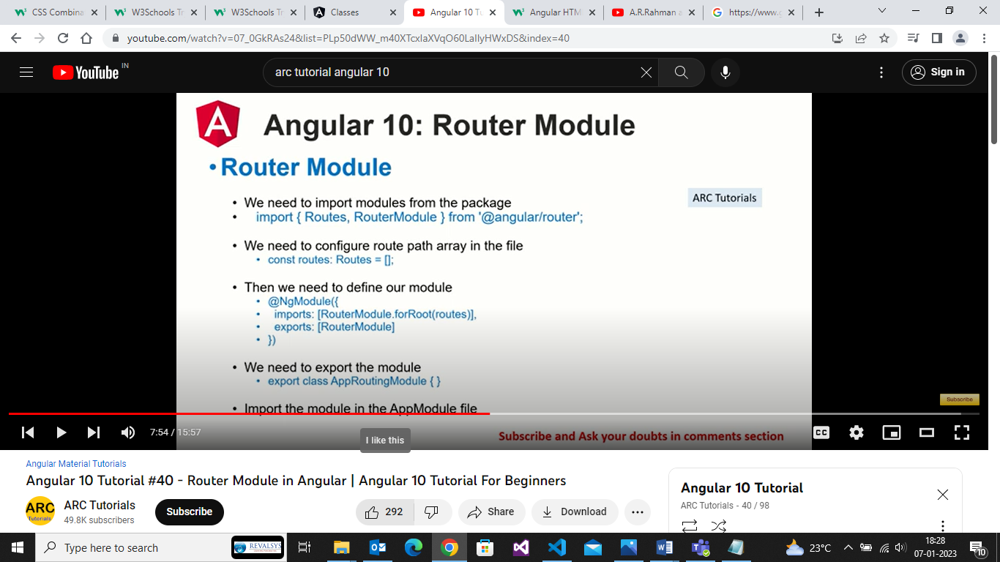 CSS Combina
W3Schools Tr
W3Schools Tr
Classes
Angular 10 Tu
Angular HTM
A.R.Rahman a
https://www.g
youtube.com/watch?v=07_0GkRAs24&list=PLp50dWW_m40XTcxIaXVqO60LaIlyHWxDS&index=40
YouTube IN
arc tutorial angular 10
Sign in
Angular 10: Router Module
• Router Module
ARC Tutorials
• We need to import modules from the package
• import { Routes, RouterModule } from '@angular/router';
• We need to configure route path array in the file
• const routes: Routes = [];
• Then we need to define our module
• @NgModule({
• imports: [RouterModule.forRoot(routes)],
• exports: [RouterModule]
• })
• We need to export the module
• export class AppRoutingModule { }
• Import the module in the AppModule file
Subscribe
7:54 / 15:57
CC
I like this
Subscribe and Ask your doubts in comments section
Angular Material Tutorials
Angular 10 Tutorial #40 - Router Module in Angular | Angular 10 Tutorial For Beginners
ARC
Tutorials
ARC Tutorials
49.8K subscribers
Subscribe
292
Share
Download
Angular 10 Tutorial
ARC Tutorials - 40 / 98
Type here to search
REVALSYS
23°C
18:28
07-01-2023
10